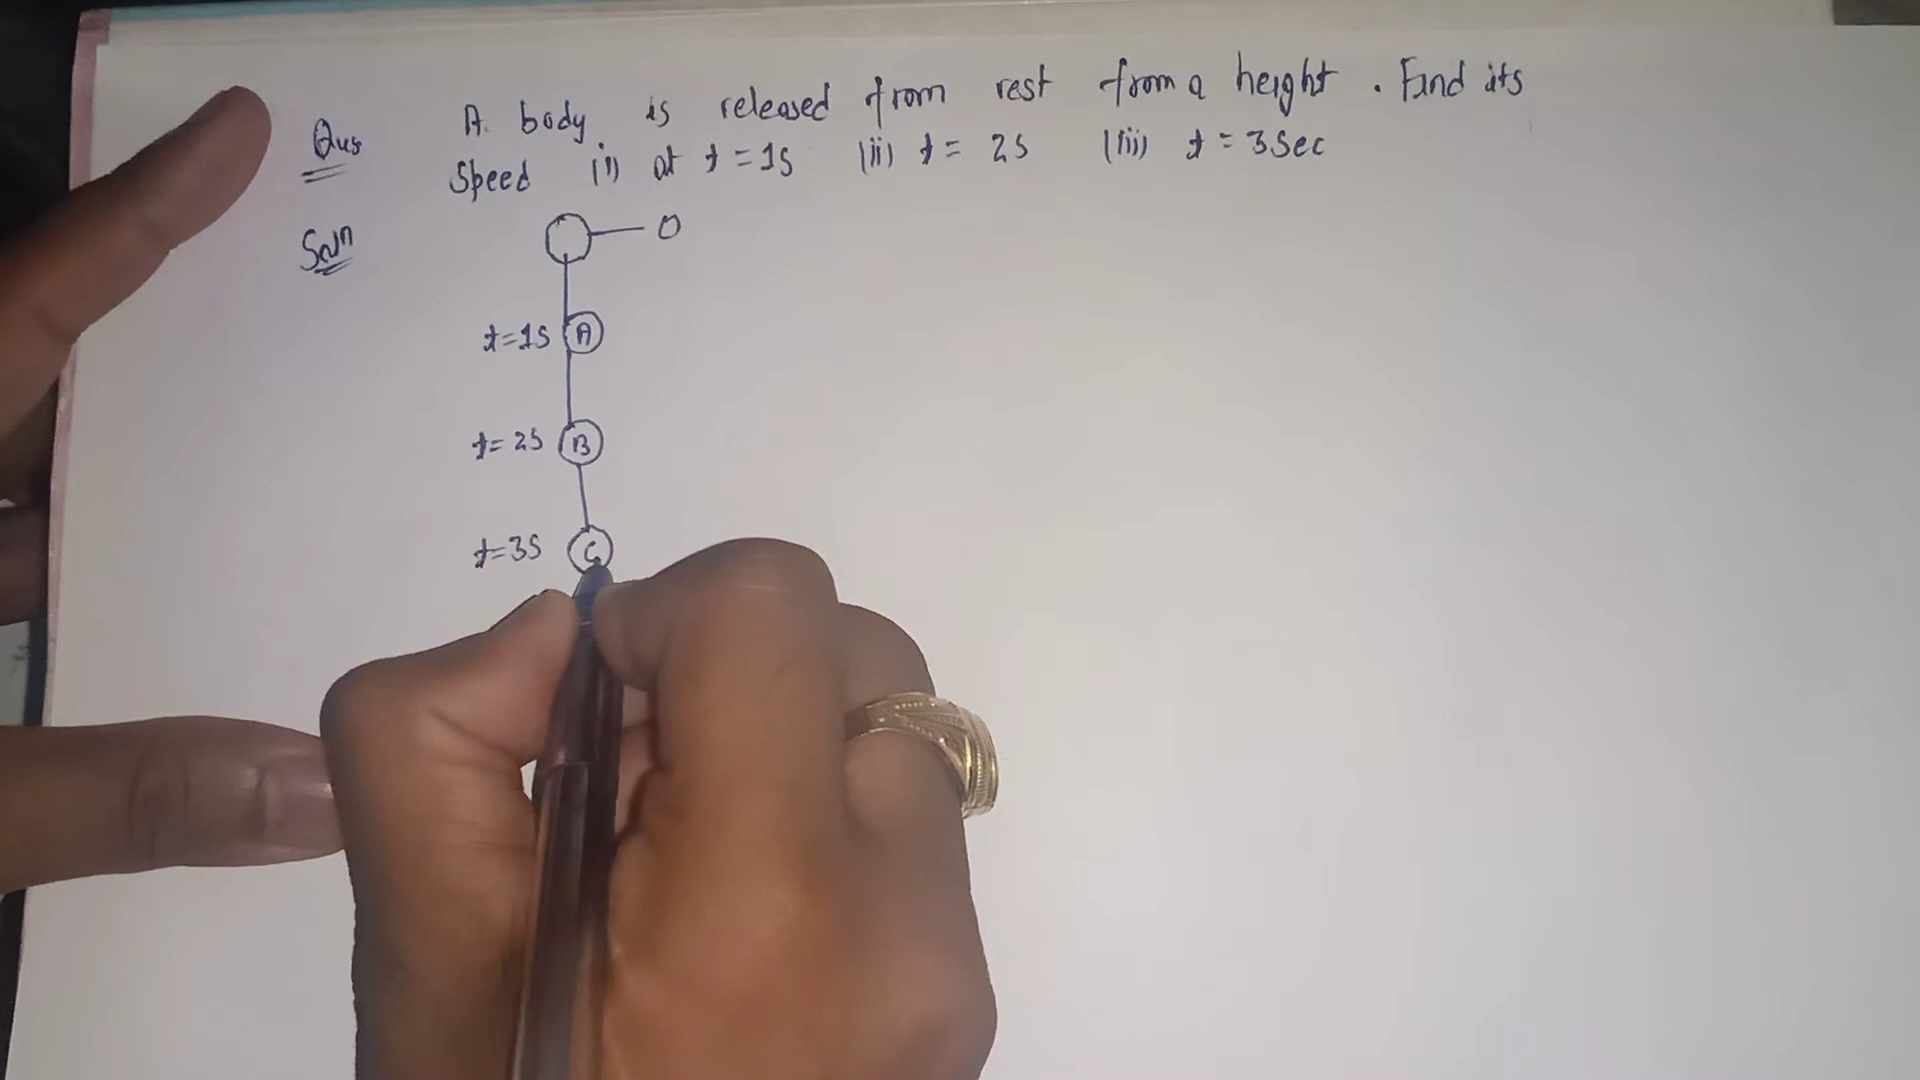 Qus A. body is released from rest from a height. Find its
Speed (i) at t=1s (ii) t= 2s (iii) t = 3sec
Soln
O
t=1s A
t= 2s B
t=3s C